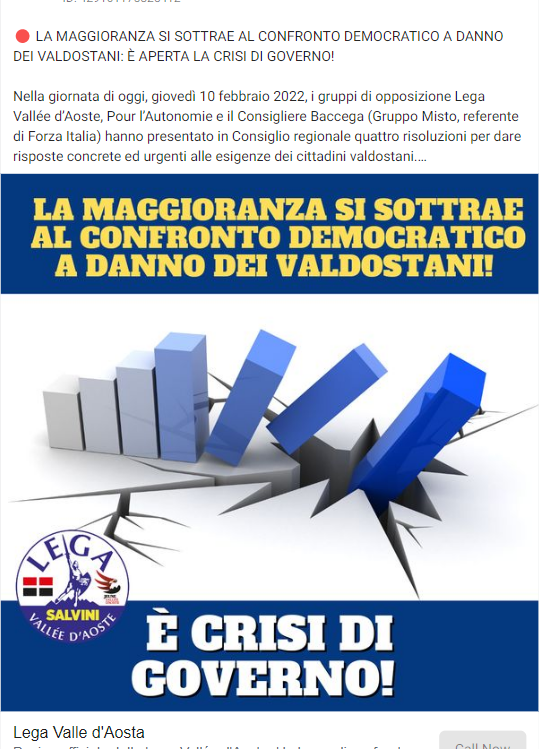 🔴 LA MAGGIORANZA SI SOTTRAE AL CONFRONTO DEMOCRATICO A DANNO
DEI VALDOSTANI: È APERTA LA CRISI DI GOVERNO!
Nella giornata di oggi, giovedì 10 febbraio 2022, i gruppi di opposizione Lega
Vallée d'Aoste, Pour l'Autonomie e il Consigliere Baccega (Gruppo Misto, referente
di Forza Italia) hanno presentato in Consiglio regionale quattro risoluzioni per dare
risposte concrete ed urgenti alle esigenze dei cittadini valdostani....
LA MAGGIORANZA SI SOTTRAE
AL CONFRONTO DEMOCRATICO
A DANNO DEI VALDOSTANI!
LEGA
SALVINI
VALLÉE D'AOSTE
È CRISI DI
GOVERNO!
Lega Valle d'Aosta
Call Now